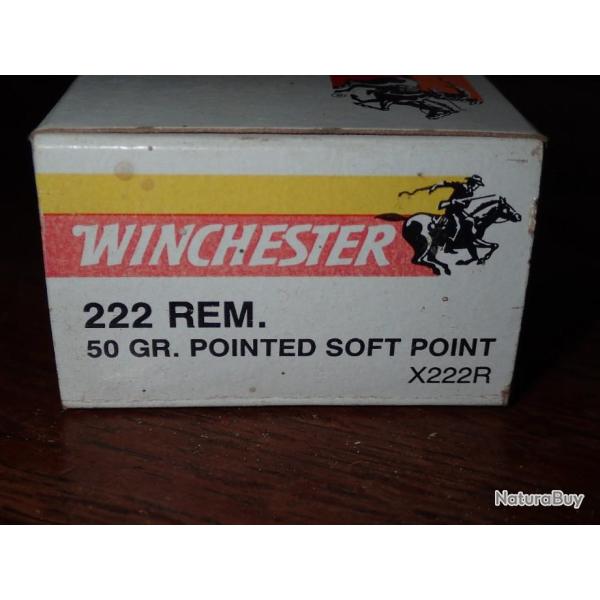 WINCHESTER
222 REM.
50 GR. POINTED SOFT POINT
X222R
NaturaBuy